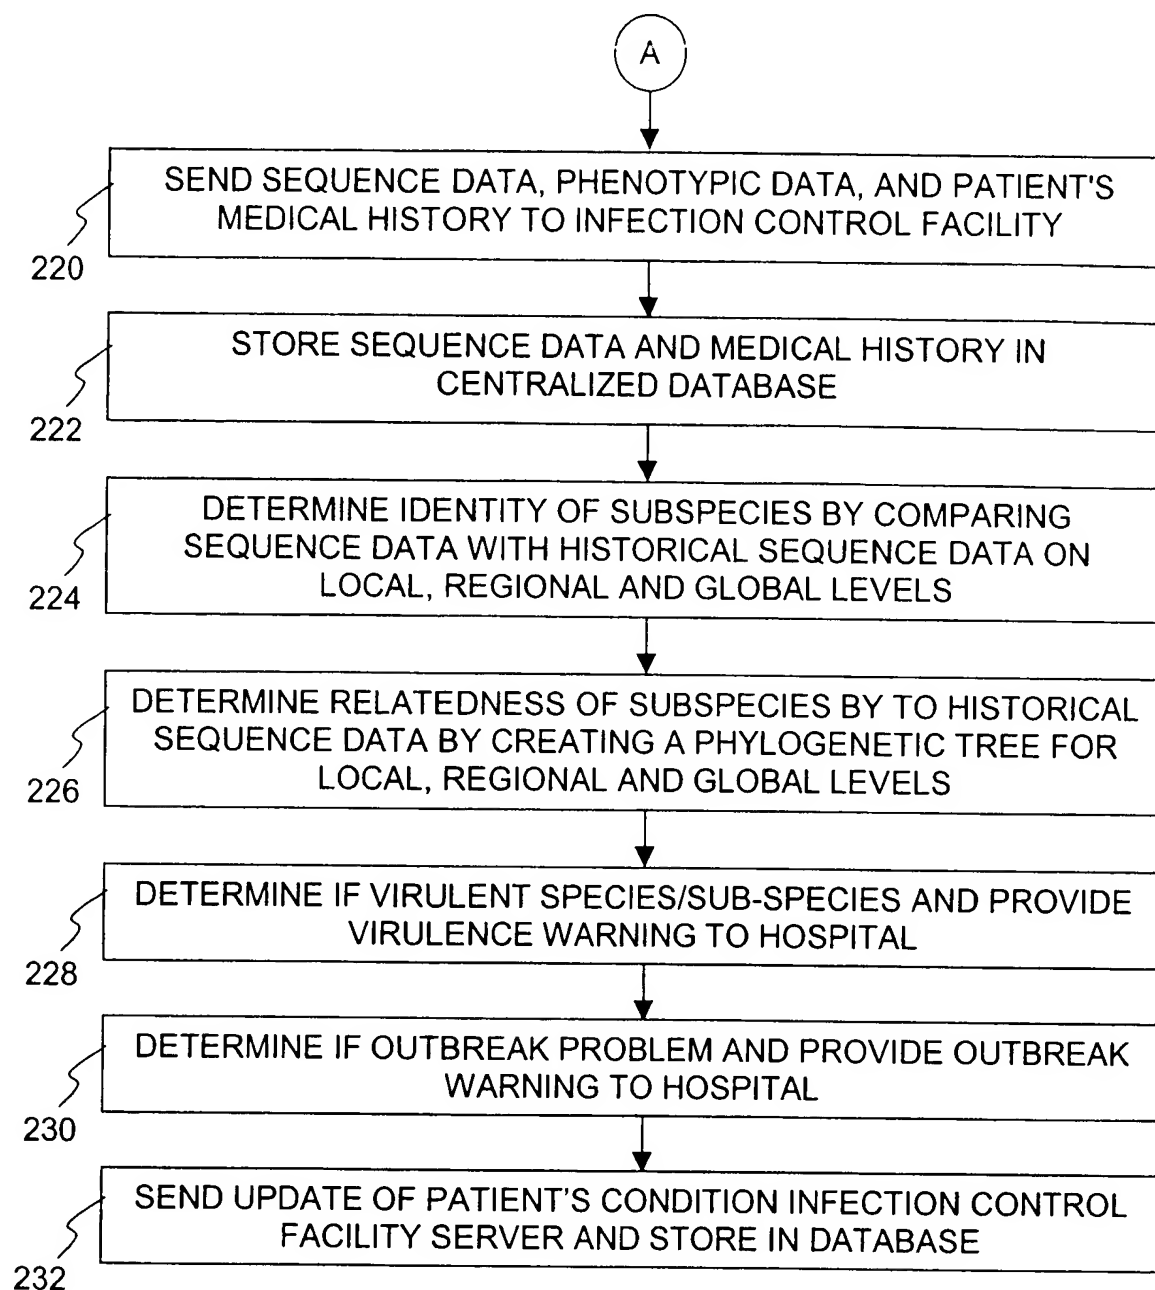 A
SEND SEQUENCE DATA, PHENOTYPIC DATA, AND PATIENT'S
MEDICAL HISTORY TO INFECTION CONTROL FACILITY
220
STORE SEQUENCE DATA AND MEDICAL HISTORY IN
CENTRALIZED DATABASE
222
DETERMINE IDENTITY OF SUBSPECIES BY COMPARING
SEQUENCE DATA WITH HISTORICAL SEQUENCE DATA ON
LOCAL, REGIONAL AND GLOBAL LEVELS
224
DETERMINE RELATEDNESS OF SUBSPECIES BY TO HISTORICAL
SEQUENCE DATA BY CREATING A PHYLOGENETIC TREE FOR
LOCAL, REGIONAL AND GLOBAL LEVELS
226
DETERMINE IF VIRULENT SPECIES/SUB-SPECIES AND PROVIDE
VIRULENCE WARNING TO HOSPITAL
228
DETERMINE IF OUTBREAK PROBLEM AND PROVIDE OUTBREAK
WARNING TO HOSPITAL
230
SEND UPDATE OF PATIENT'S CONDITION INFECTION CONTROL
FACILITY SERVER AND STORE IN DATABASE
232